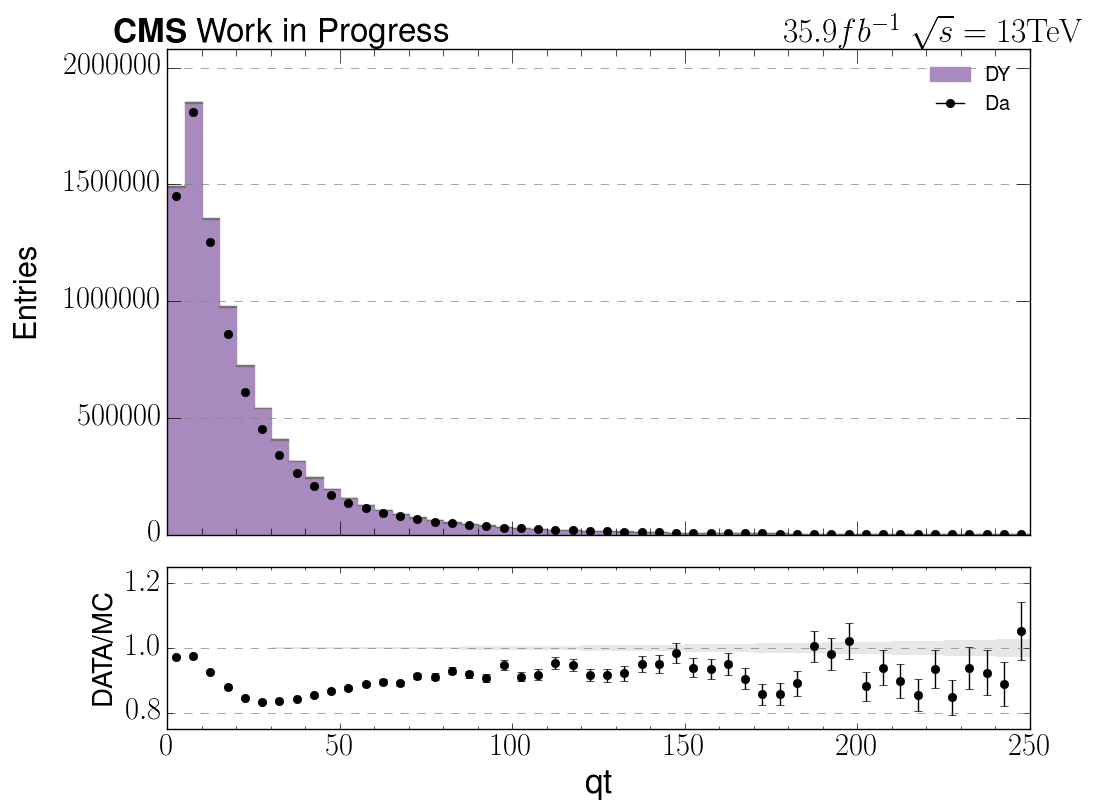 CMS Work in Progress 35.9fb⁻¹ √s = 13TeV
2000000
DY
Da
1500000
1000000
500000
0
Entries
1.2
1.0
0.8
DATA/MC
0 50 100 150 200 250
qt